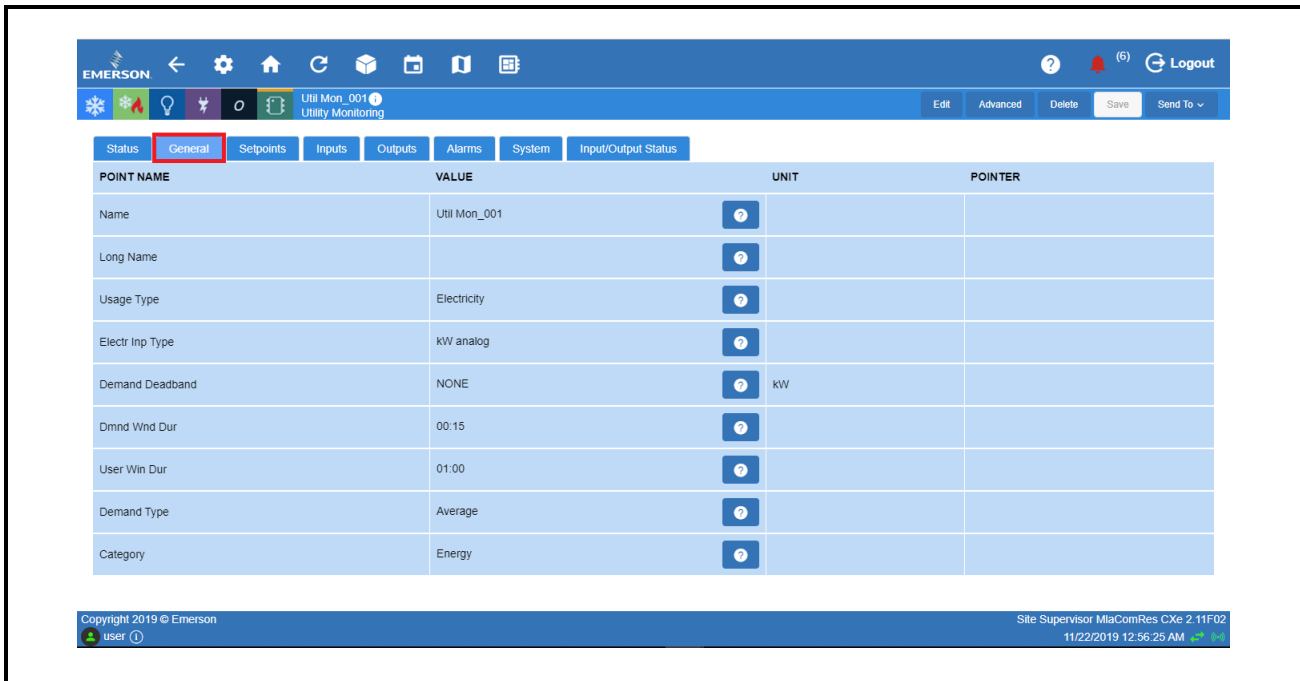 EMERSON (6) Logout
O Util Mon_001
Utility Monitoring
Edit Advanced Delete Save Send To
Status General Setpoints Inputs Outputs Alarms System Input/Output Status
POINT NAME VALUE UNIT POINTER
Name Util Mon_001
Long Name
Usage Type Electricity
Electr Inp Type kW analog
Demand Deadband NONE kW
Dmnd Wnd Dur 00:15
User Win Dur 01:00
Demand Type Average
Category Energy
Copyright 2019 © Emerson Site Supervisor MlaComRes CXe 2.11F02
user 11/22/2019 12:56:25 AM